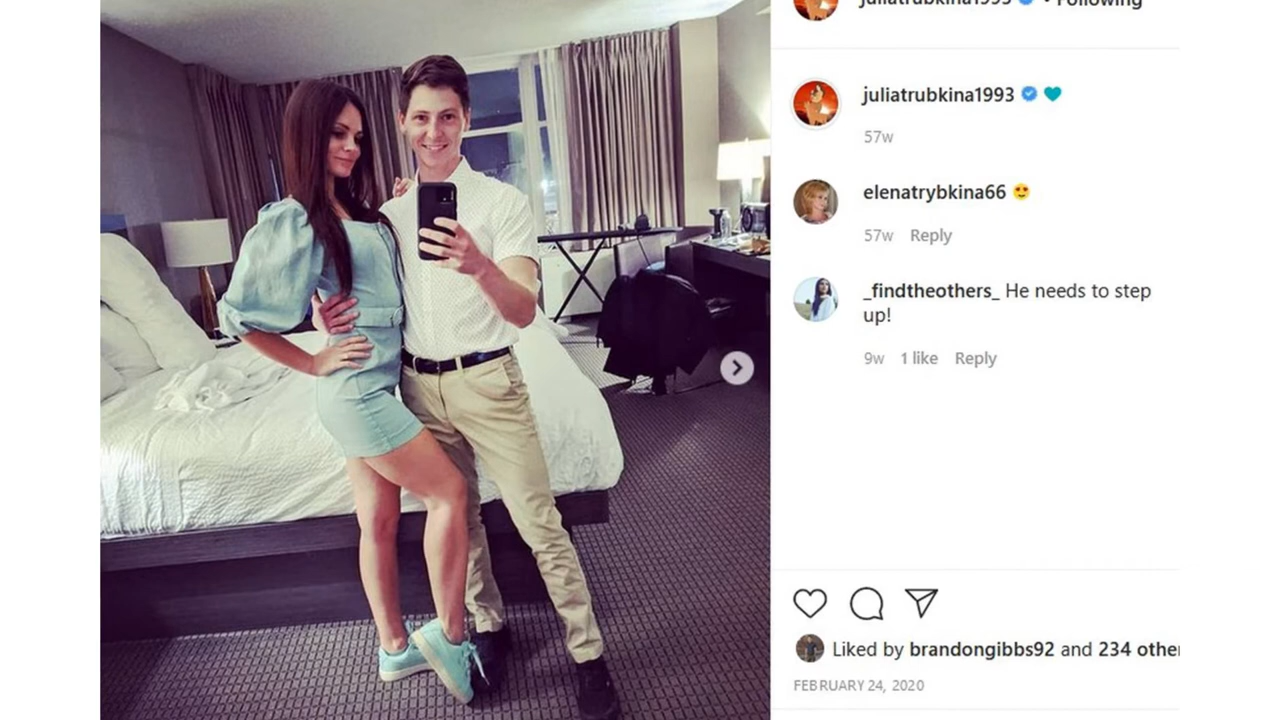 juliatrubkina1993 • Following
juliatrubkina1993
57w
elenatrybkina66 😍
57w Reply
_findtheothers_ He needs to step
up!
9w 1 like Reply
Liked by brandongibbs92 and 234 other
FEBRUARY 24, 2020